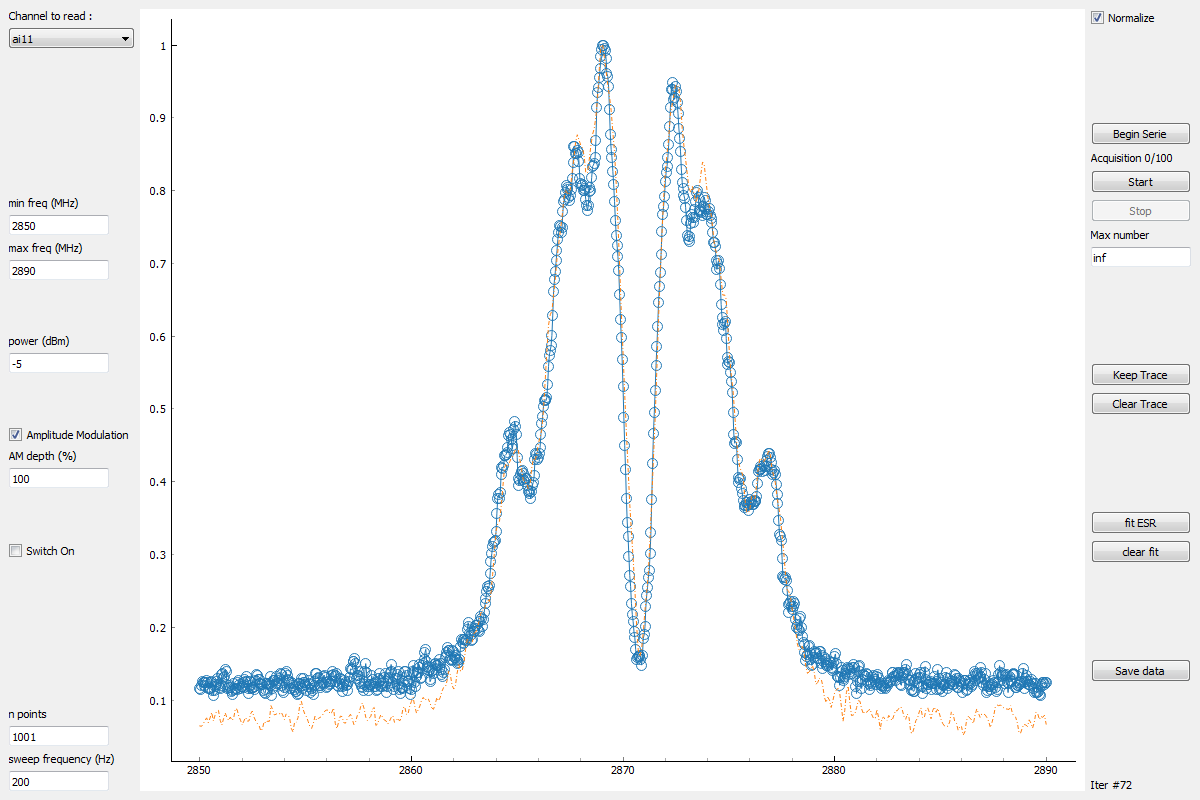 Channel to read :
ai11
min freq (MHz)
2850
max freq (MHz)
2890
power (dBm)
-5
Amplitude Modulation
AM depth (%)
100
Switch On
n points
1001
sweep frequency (Hz)
200
1
0.9
0.8
0.7
0.6
0.5
0.4
0.3
0.2
0.1
2850 2860 2870 2880 2890
Normalize
Begin Serie
Acquisition 0/100
Start
Stop
Max number
inf
Keep Trace
Clear Trace
fit ESR
clear fit
Save data
Iter #72